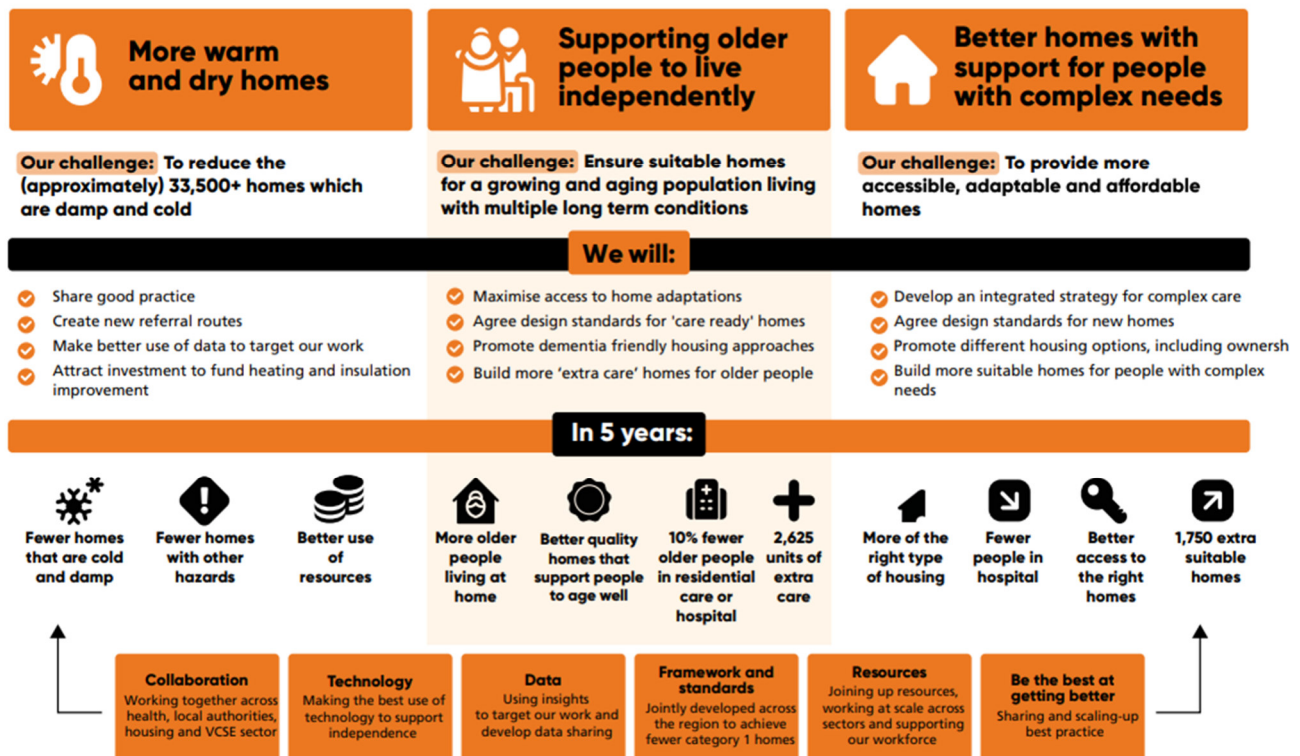 More warm
and dry homes
Supporting older
people to live
independently
Better homes with
support for people
with complex needs
Our challenge: To reduce the
(approximately) 33,500+ homes which
are damp and cold
Our challenge: Ensure suitable homes
for a growing and aging population living
with multiple long term conditions
Our challenge: To provide more
accessible, adaptable and affordable
homes
We will:
Share good practice
Create new referral routes
Make better use of data to target our work
Attract investment to fund heating and insulation
improvement
Maximise access to home adaptations
Agree design standards for 'care ready' homes
Promote dementia friendly housing approaches
Build more ‘extra care’ homes for older people
Develop an integrated strategy for complex care
Agree design standards for new homes
Promote different housing options, including ownersh
Build more suitable homes for people with complex
needs
In 5 years:
Fewer homes
that are cold
and damp
Fewer homes
with other
hazards
Better use
of
resources
More older
people
living at
home
Better quality
homes that
support people
to age well
10% fewer
older people
in residential
care or
hospital
2,625
units of
extra
care
More of the
right type
of housing
Fewer
people in
hospital
Better
access to
the right
homes
1,750 extra
suitable
homes
Collaboration
Working together across
health, local authorities,
housing and VCSE sector
Technology
Making the best use of
technology to support
independence
Data
Using insights
to target our work and
develop data sharing
Framework and
standards
Jointly developed across
the region to achieve
fewer category 1 homes
Resources
Joining up resources,
working at scale across
sectors and supporting
our workforce
Be the best at
getting better
Sharing and scaling-up
best practice